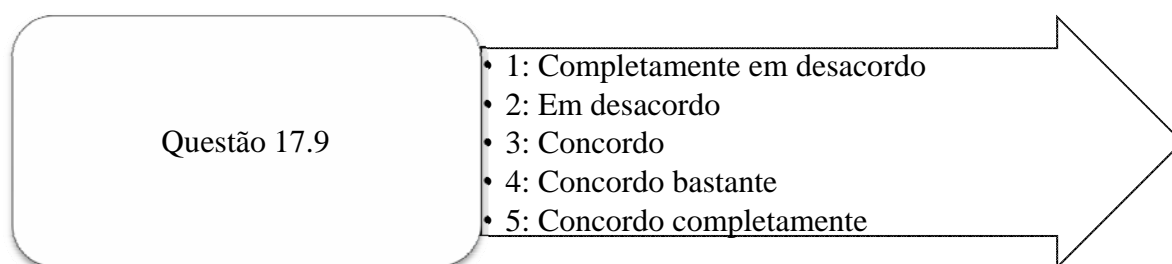 Questão 17.9
• 1: Completamente em desacordo
• 2: Em desacordo
• 3: Concordo
• 4: Concordo bastante
• 5: Concordo completamente